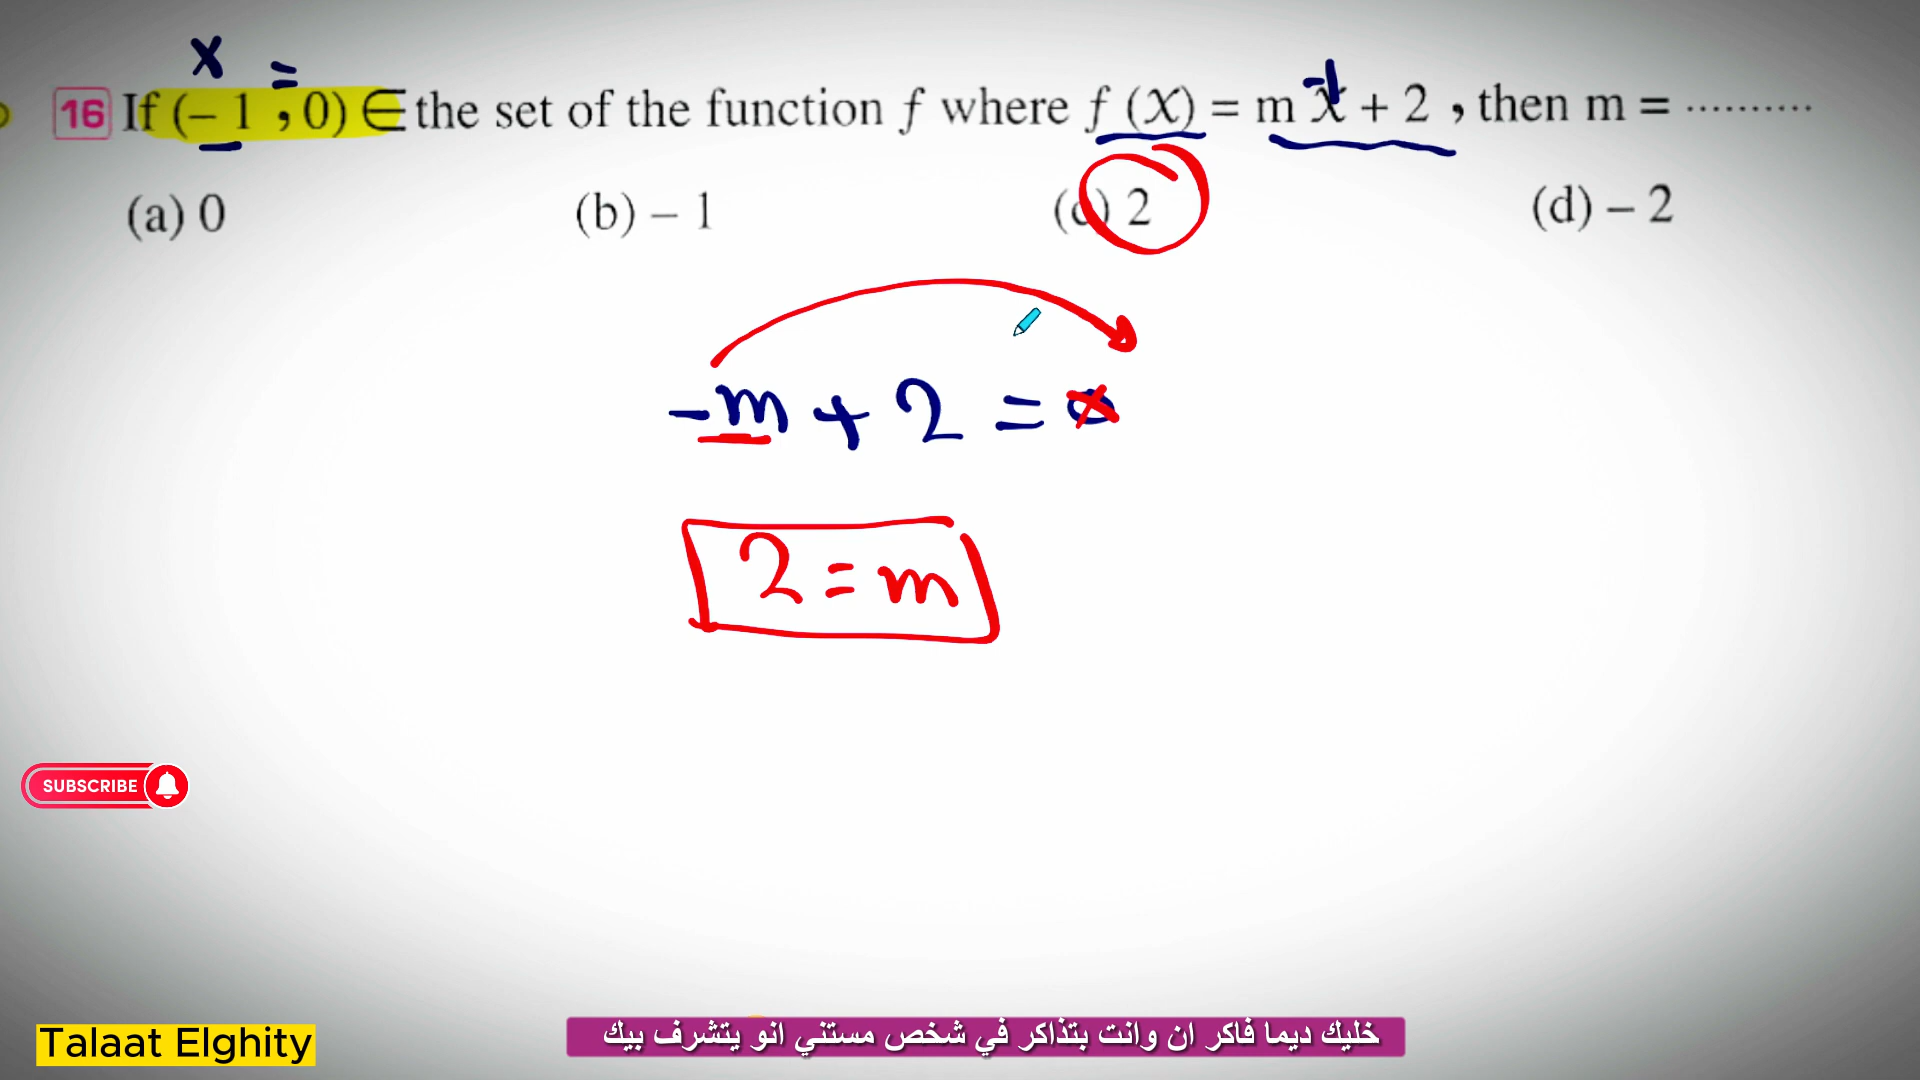 x =
16 If (– 1 , 0) ∈ the set of the function f where f (X) = m X + 2 , then m = ..........
-1
(a) 0 (b) – 1 (c) 2 (d) – 2
-m + 2 = 0
2 = m
SUBSCRIBE
Talaat Elghity
خليك ديما فاكر ان وانت بتذاكر في شخص مستني انو يتشرف بيك